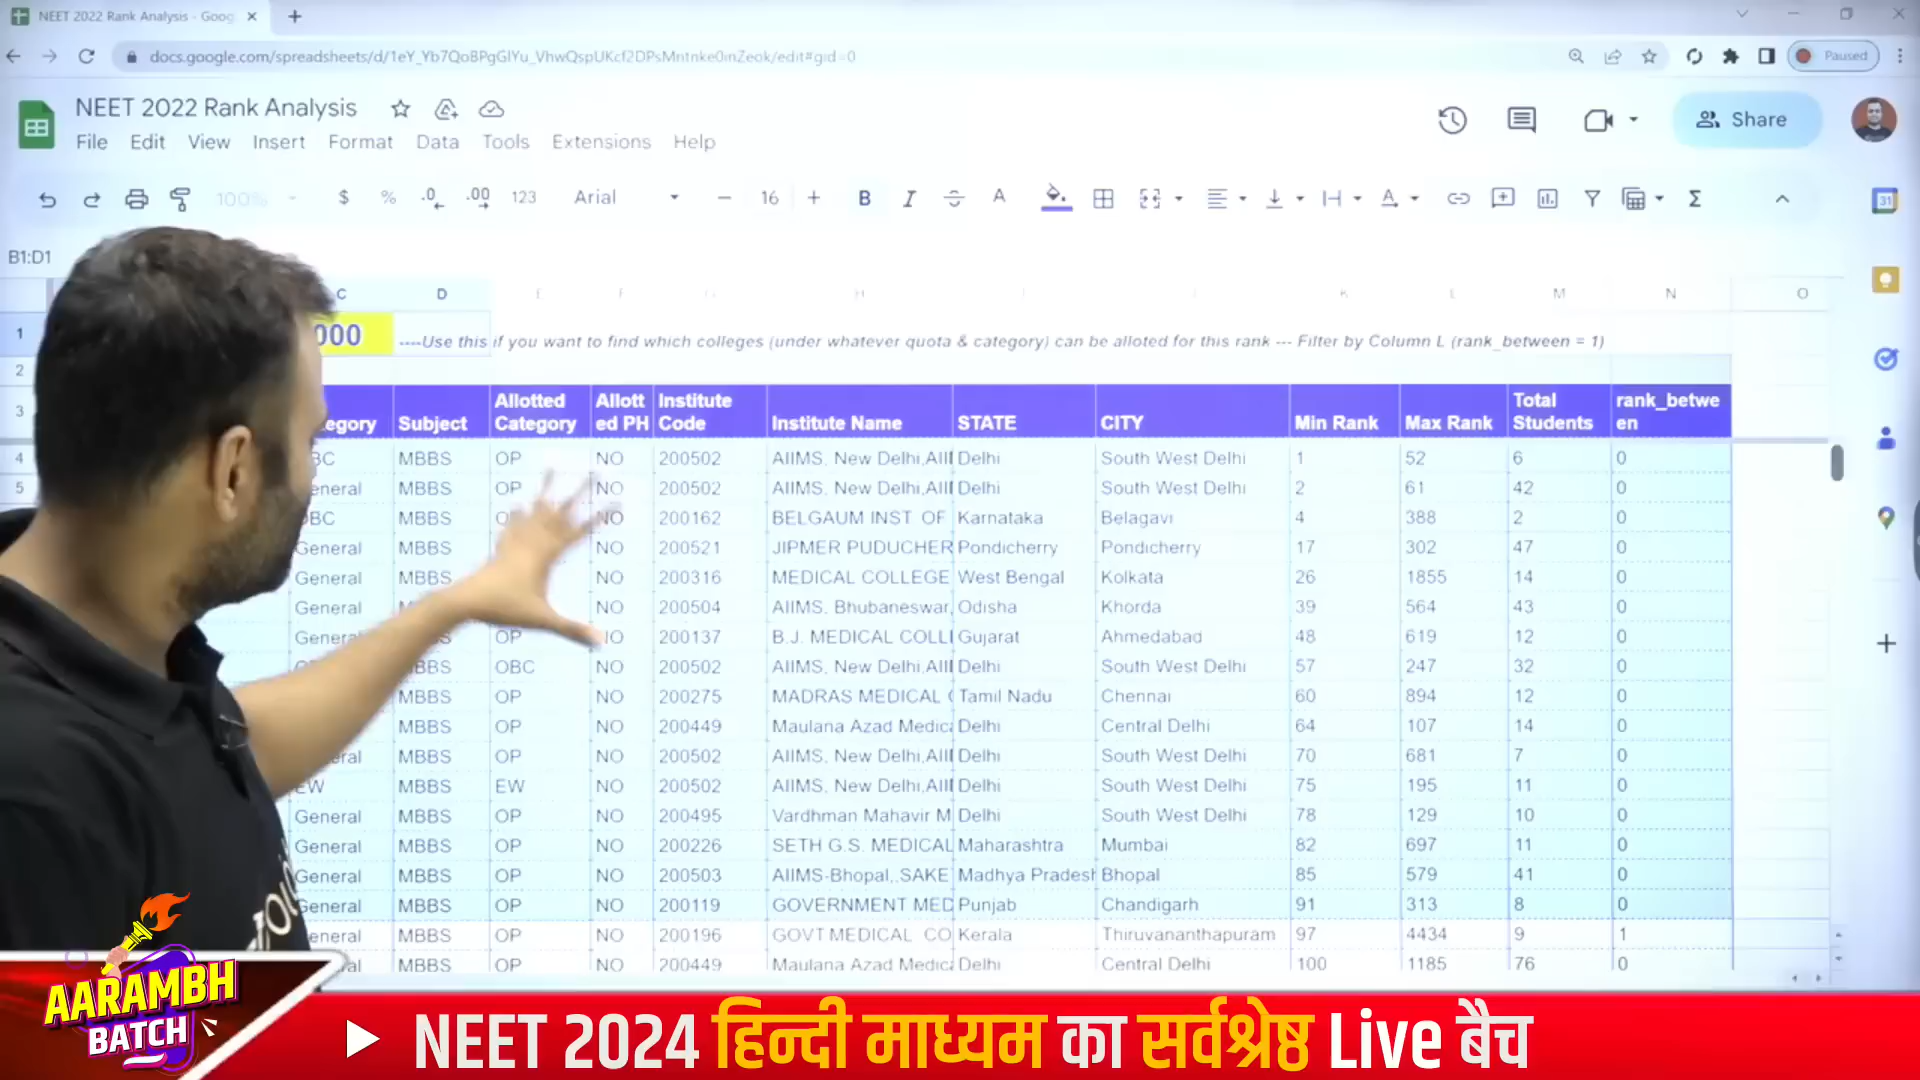 NEET 2022 Rank Analysis - Goog
docs.google.com/spreadsheets/d/1eY_Yb7QoBPgGlYu_VhwQspUKcf2DPsMntnke0inZeok/edit#gid=0
Paused
NEET 2022 Rank Analysis
File Edit View Insert Format Data Tools Extensions Help
Share
100% $ % .0 .00 123 Arial 16 B I A A Σ
31
B1:D1
C D E F G H K L M N O
1 000 ----Use this if you want to find which colleges (under whatever quota & category) can be alloted for this rank --- Filter by Column L (rank_between = 1)
2
3 egory Subject Allotted Category Allotted PH Institute Code Institute Name STATE CITY Min Rank Max Rank Total Students rank_between
4 BC MBBS OP NO 200502 AIIMS, New Delhi,AII Delhi South West Delhi 1 52 6 0
5 eneral MBBS OP NO 200502 AIIMS, New Delhi,AII Delhi South West Delhi 2 61 42 0
BC MBBS NO 200162 BELGAUM INST OF Karnataka Belagavi 4 388 2 0
General MBBS NO 200521 JIPMER PUDUCHER Pondicherry Pondicherry 17 302 47 0
General MBBS NO 200316 MEDICAL COLLEGE West Bengal Kolkata 26 1855 14 0
General NO 200504 AIIMS, Bhubaneswar, Odisha Khorda 39 564 43 0
General OP NO 200137 B.J. MEDICAL COLL Gujarat Ahmedabad 48 619 12 0
BBS OBC NO 200502 AIIMS, New Delhi,AII Delhi South West Delhi 57 247 32 0
MBBS OP NO 200275 MADRAS MEDICAL Tamil Nadu Chennai 60 894 12 0
MBBS OP NO 200449 Maulana Azad Medic Delhi Central Delhi 64 107 14 0
ral MBBS OP NO 200502 AIIMS, New Delhi,AII Delhi South West Delhi 70 681 7 0
EW MBBS EW NO 200502 AIIMS, New Delhi,AII Delhi South West Delhi 75 195 11 0
General MBBS OP NO 200495 Vardhman Mahavir M Delhi South West Delhi 78 129 10 0
General MBBS OP NO 200226 SETH G.S. MEDICAL Maharashtra Mumbai 82 697 11 0
General MBBS OP NO 200503 AIIMS-Bhopal,,SAKE Madhya Pradesh Bhopal 85 579 41 0
General MBBS OP NO 200119 GOVERNMENT MED Punjab Chandigarh 91 313 8 0
eneral MBBS OP NO 200196 GOVT MEDICAL CO Kerala Thiruvananthapuram 97 4434 9 1
ral MBBS OP NO 200449 Maulana Azad Medic Delhi Central Delhi 100 1185 76 0
AARAMBH
BATCH
NEET 2024 हिन्दी माध्यम का सर्वश्रेष्ठ Live बैच